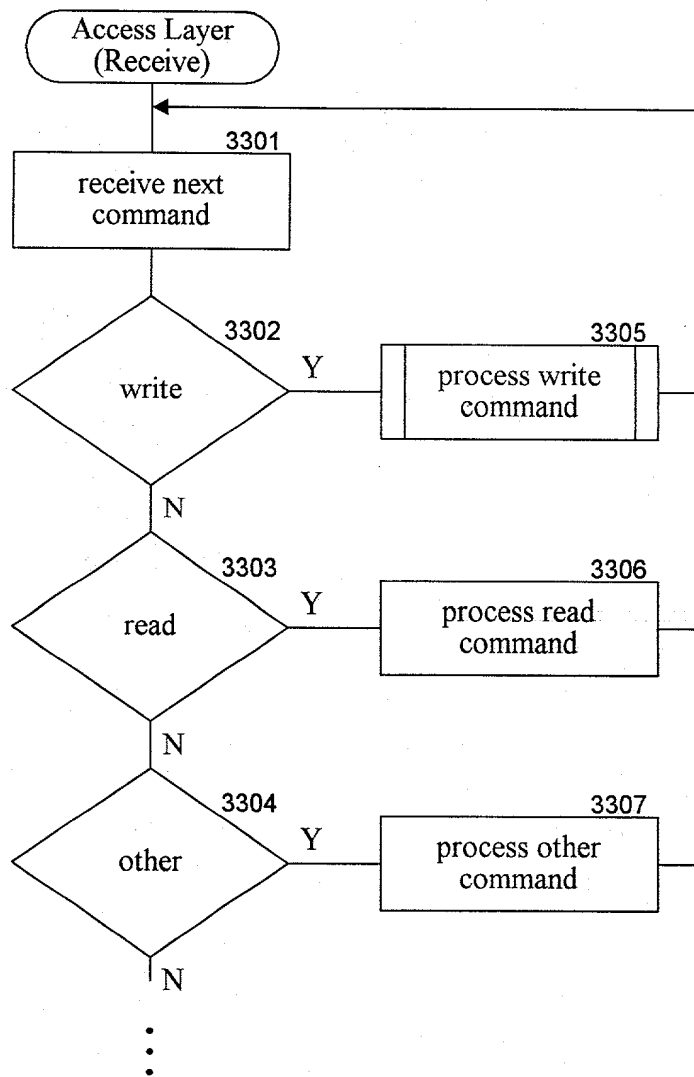 Access Layer
(Receive)
3301
receive next
command
3302
write
Y
3305
process write
command
N
3303
read
Y
3306
process read
command
N
3304
other
Y
3307
process other
command
N